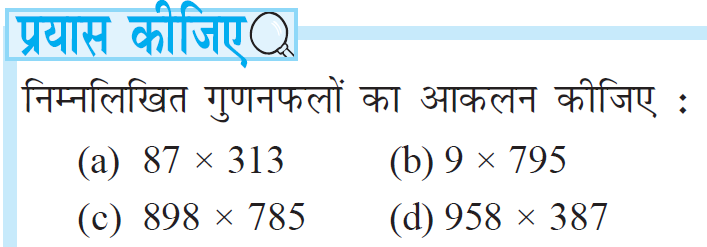 प्रयास कीजिए
निम्नलिखित गुणनफलों का आकलन कीजिए :
(a) 87 × 313 (b) 9 × 795
(c) 898 × 785 (d) 958 × 387